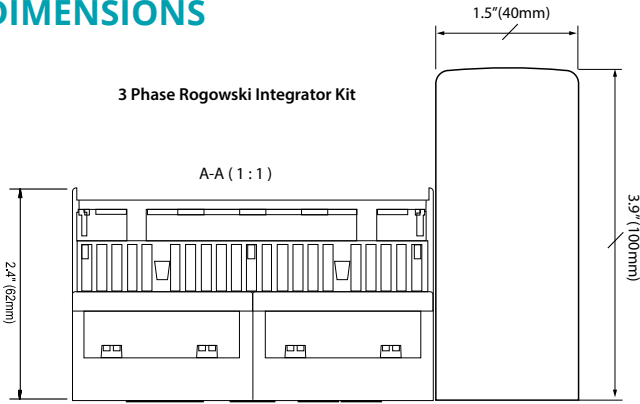 DIMENSIONS
1.5”(40mm)
3 Phase Rogowski Integrator Kit
A-A ( 1 : 1 )
2.4" (62mm)
3.9”(100mm)